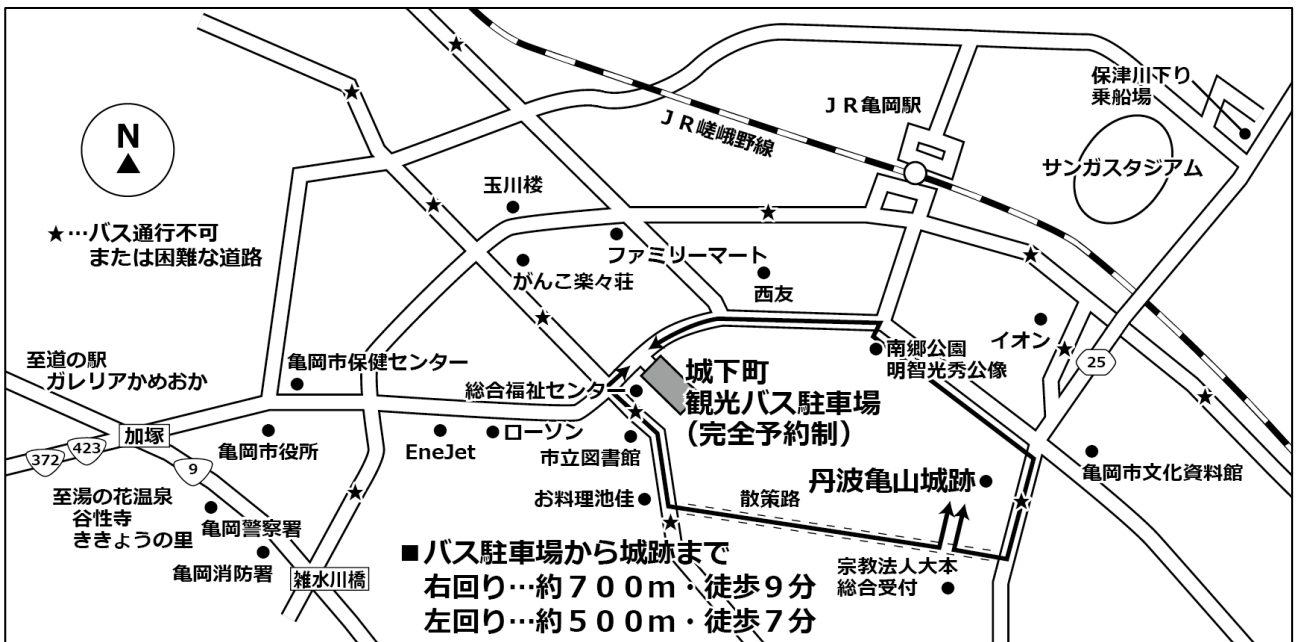 保津川下り
乗船場
ＪＲ亀岡駅
ＪＲ嵯峨野線
N
サンガスタジアム
玉川楼
★…バス通行不可
または困難な道路
ファミリーマート
がんこ楽々荘
西友
イオン
南郷公園
明智光秀公像
25
至道の駅
ガレリアかめおか
亀岡市保健センター
総合福祉センター
城下町
観光バス駐車場
（完全予約制）
加塚
ローソン
EneJet
亀岡市役所
市立図書館
372
423
9
亀岡市文化資料館
丹波亀山城跡
至湯の花温泉
谷性寺
ききょうの里
お料理池佳
散策路
亀岡警察署
亀岡消防署
雑水川橋
宗教法人大本
総合受付
■バス駐車場から城跡まで
右回り…約７００ｍ・徒歩９分
左回り…約５００ｍ・徒歩７分